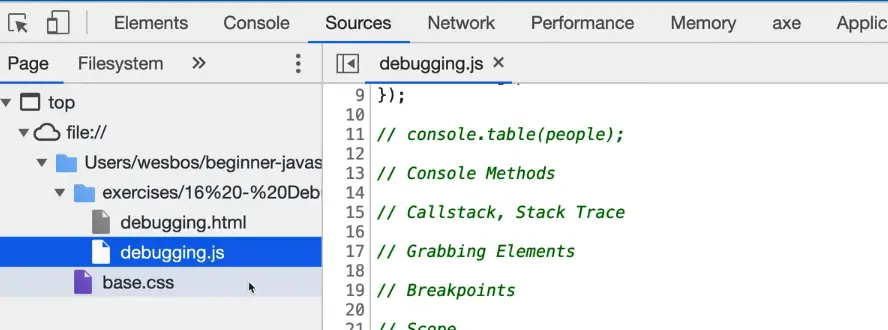 Elements Console Sources Network Performance Memory axe Applic
Page Filesystem »
debugging.js ×
top
file://
Users/wesbos/beginner-javas
exercises/16%20-%20Deb
debugging.html
debugging.js
base.css
9 });
10
11 // console.table(people);
12
13 // Console Methods
14
15 // Callstack, Stack Trace
16
17 // Grabbing Elements
18
19 // Breakpoints
20
21 // Scope